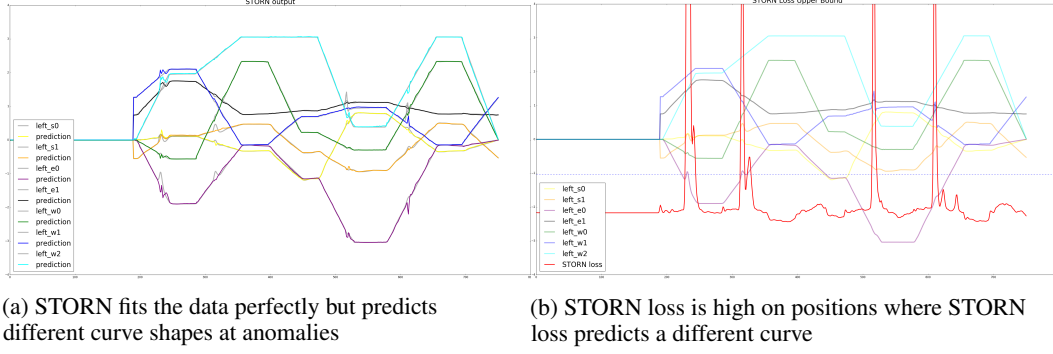 STORN output
left_s0
prediction
left_s1
prediction
left_e0
prediction
left_e1
prediction
left_w0
prediction
left_w1
prediction
left_w2
prediction
(a) STORN fits the data perfectly but predicts
different curve shapes at anomalies
STORN Loss Upper Bound
left_s0
left_s1
left_e0
left_e1
left_w0
left_w1
left_w2
STORN loss
(b) STORN loss is high on positions where STORN
loss predicts a different curve